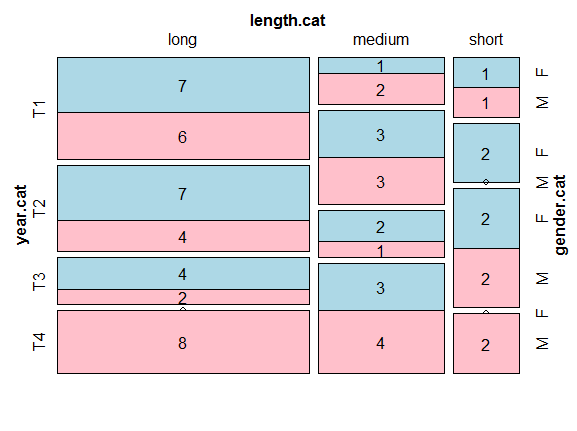 length.cat
long medium short
7 1 1 F
T1 2 1 M
6
3 2 F
7
T2 3 M
4 2 F
2
year.cat gender.cat
4 1
T3 2 2 M
3 F
T4 8 4 2 M